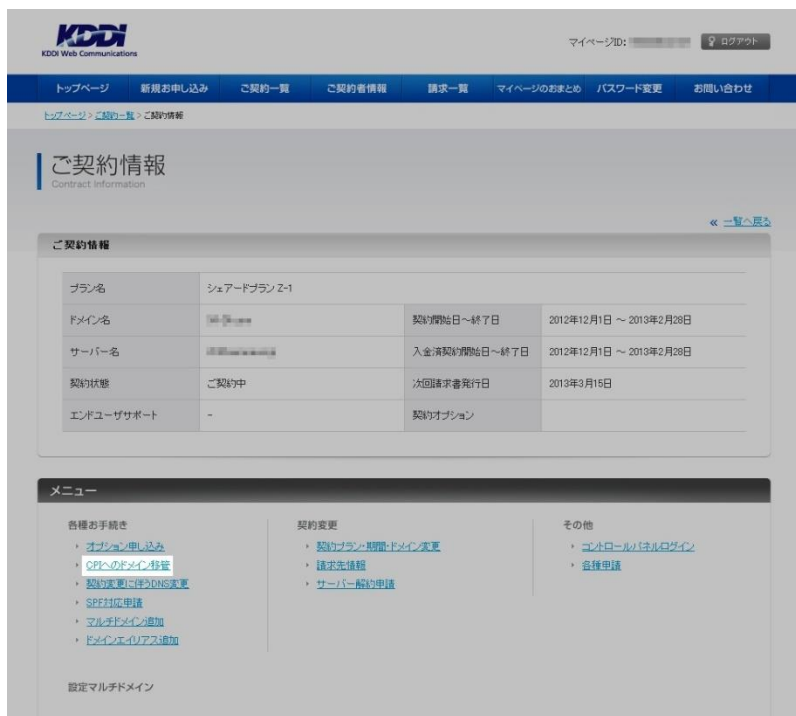 KDDI
KDDI Web Communications
マイページID:
ログアウト
トップページ 新規お申し込み ご契約一覧 ご契約者情報 請求一覧 マイページのおまとめ パスワード変更 お問い合わせ
トップページ > ご契約一覧 > ご契約情報
ご契約情報
Contract Information
« 一覧へ戻る
ご契約情報
プラン名 シェアードプラン Z-1
ドメイン名 契約開始日～終了日 2012年12月1日 ～ 2013年2月28日
サーバー名 入金済契約開始日～終了日 2012年12月1日 ～ 2013年2月28日
契約状態 ご契約中 次回請求書発行日 2013年3月15日
エンドユーザサポート - 契約オプション
メニュー
各種お手続き 契約変更 その他
オプション申し込み 契約プラン・期間・ドメイン変更 コントロールパネルログイン
CPIへのドメイン移管 請求先情報 各種申請
契約変更に伴うDNS変更 サーバー解約申請
SPF対応申請
マルチドメイン追加
ドメインエイリアス追加
設定マルチドメイン